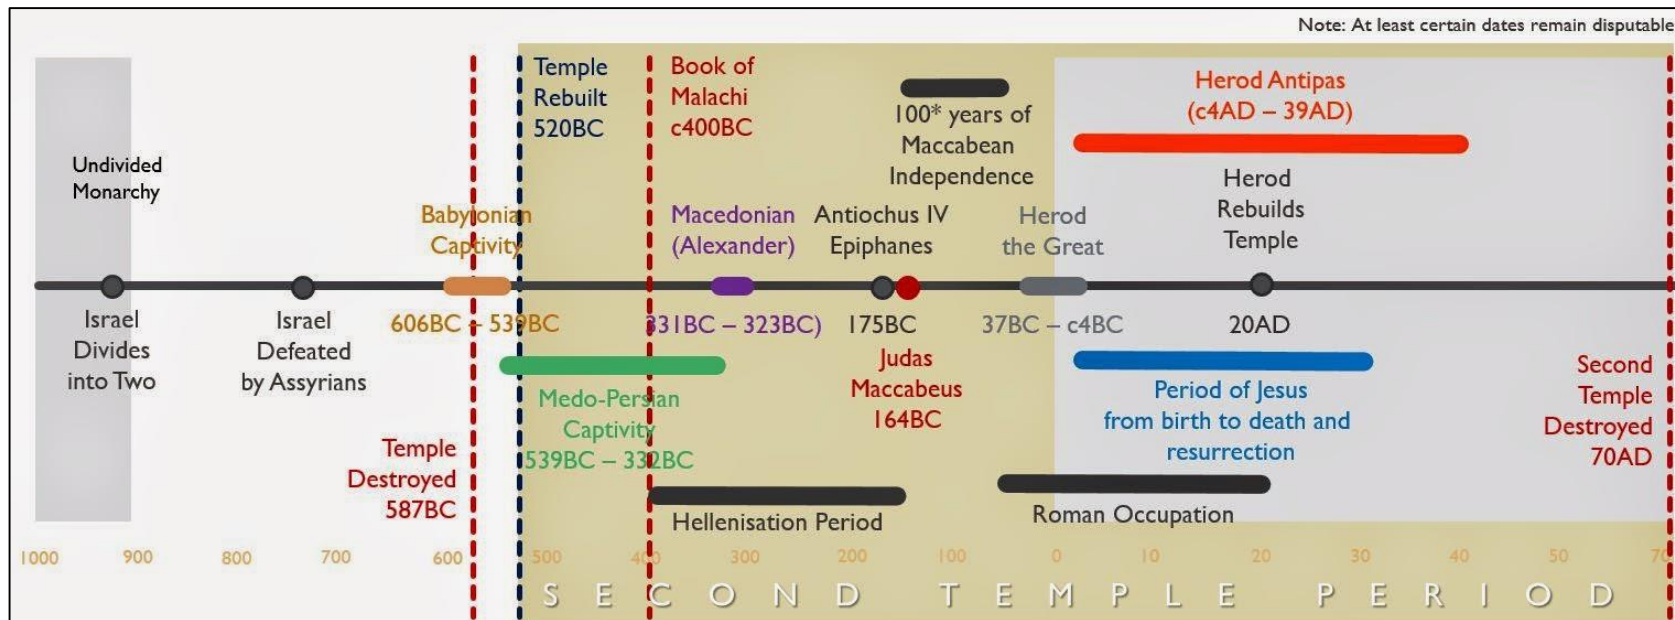 Note: At least certain dates remain disputable
Undivided
Monarchy
Temple
Rebuilt
520BC
Book of
Malachi
c400BC
100* years of
Maccabean
Independence
Herod Antipas
(c4AD – 39AD)
Babylonian
Captivity
Macedonian
(Alexander)
Antiochus IV
Epiphanes
Herod
the Great
Herod
Rebuilds
Temple
Israel
Divides
into Two
Israel
Defeated
by Assyrians
606BC – 539BC
331BC – 323BC)
175BC
37BC – c4BC
20AD
Temple
Destroyed
587BC
Medo-Persian
Captivity
539BC – 332BC
Judas
Maccabeus
164BC
Period of Jesus
from birth to death and
resurrection
Second
Temple
Destroyed
70AD
Hellenisation Period
Roman Occupation
1000 900 800 700 600 500 400 300 200 100 0 10 20 30 40 50 70
SECOND TEMPLE PERIOD